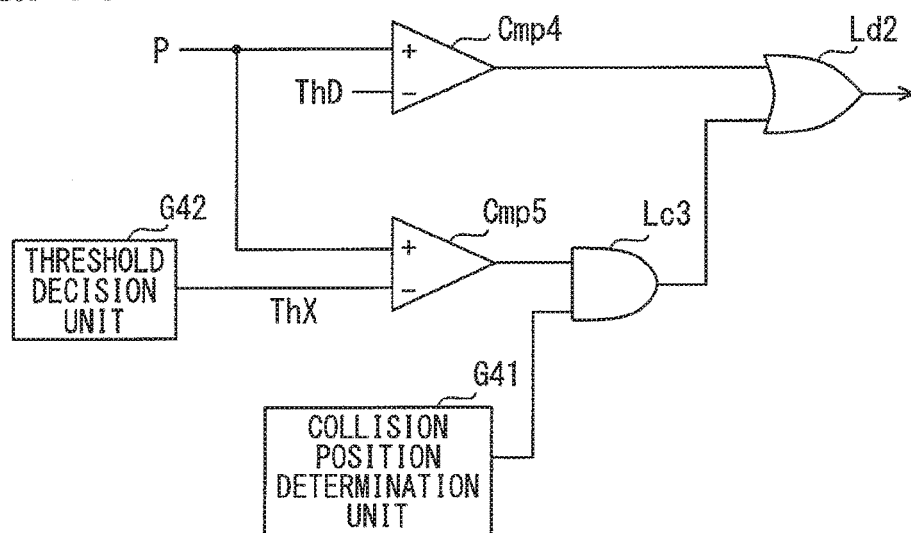 Cmp4
Ld2
P
+
ThD
−
G42
Cmp5
Lc3
THRESHOLD
DECISION
UNIT
+
−
ThX
G41
COLLISION
POSITION
DETERMINATION
UNIT